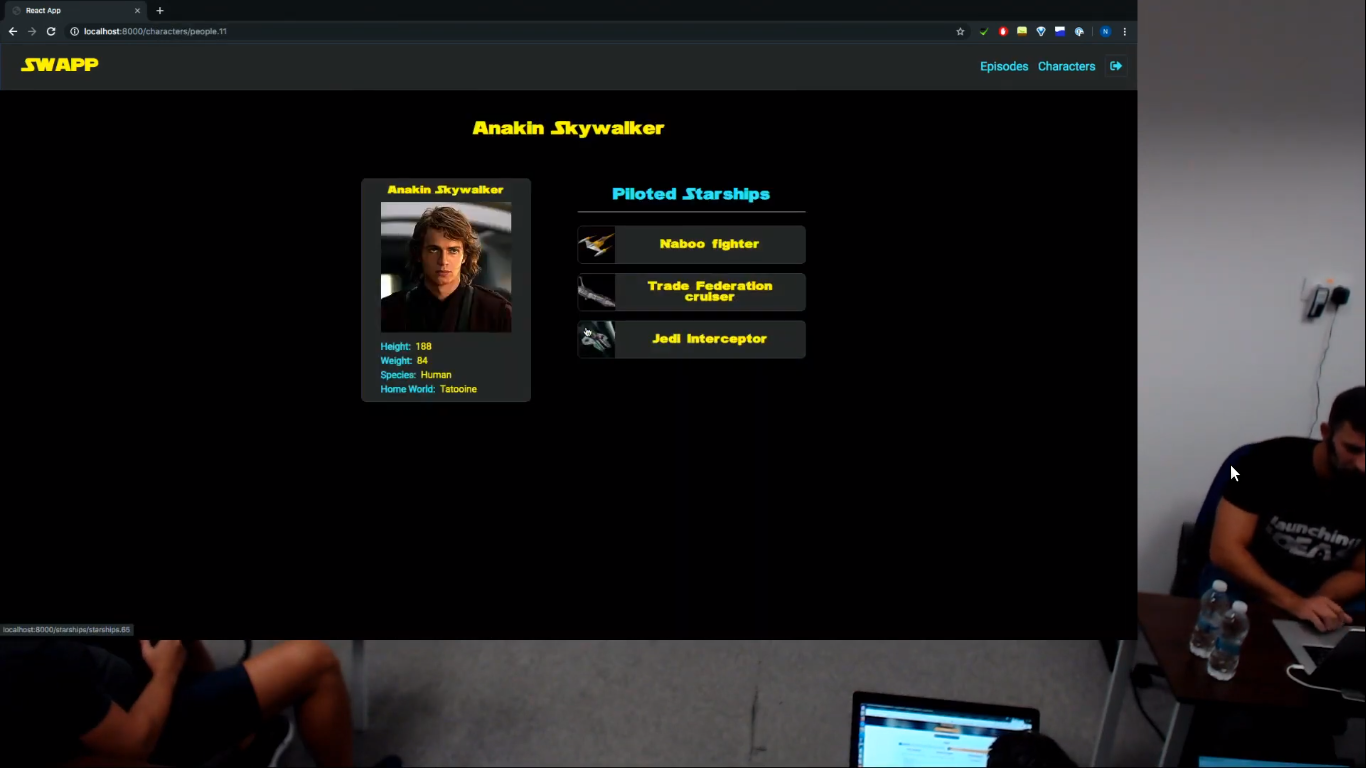 React App
localhost:8000/characters/people.11
N
SWAPP
Episodes
Characters
Anakin Skywalker
Anakin Skywalker
Height: 188
Weight: 84
Species: Human
Home World: Tatooine
Piloted Starships
Naboo fighter
Trade Federation
cruiser
Jedi Interceptor
localhost:8000/starships/starships.65
launching